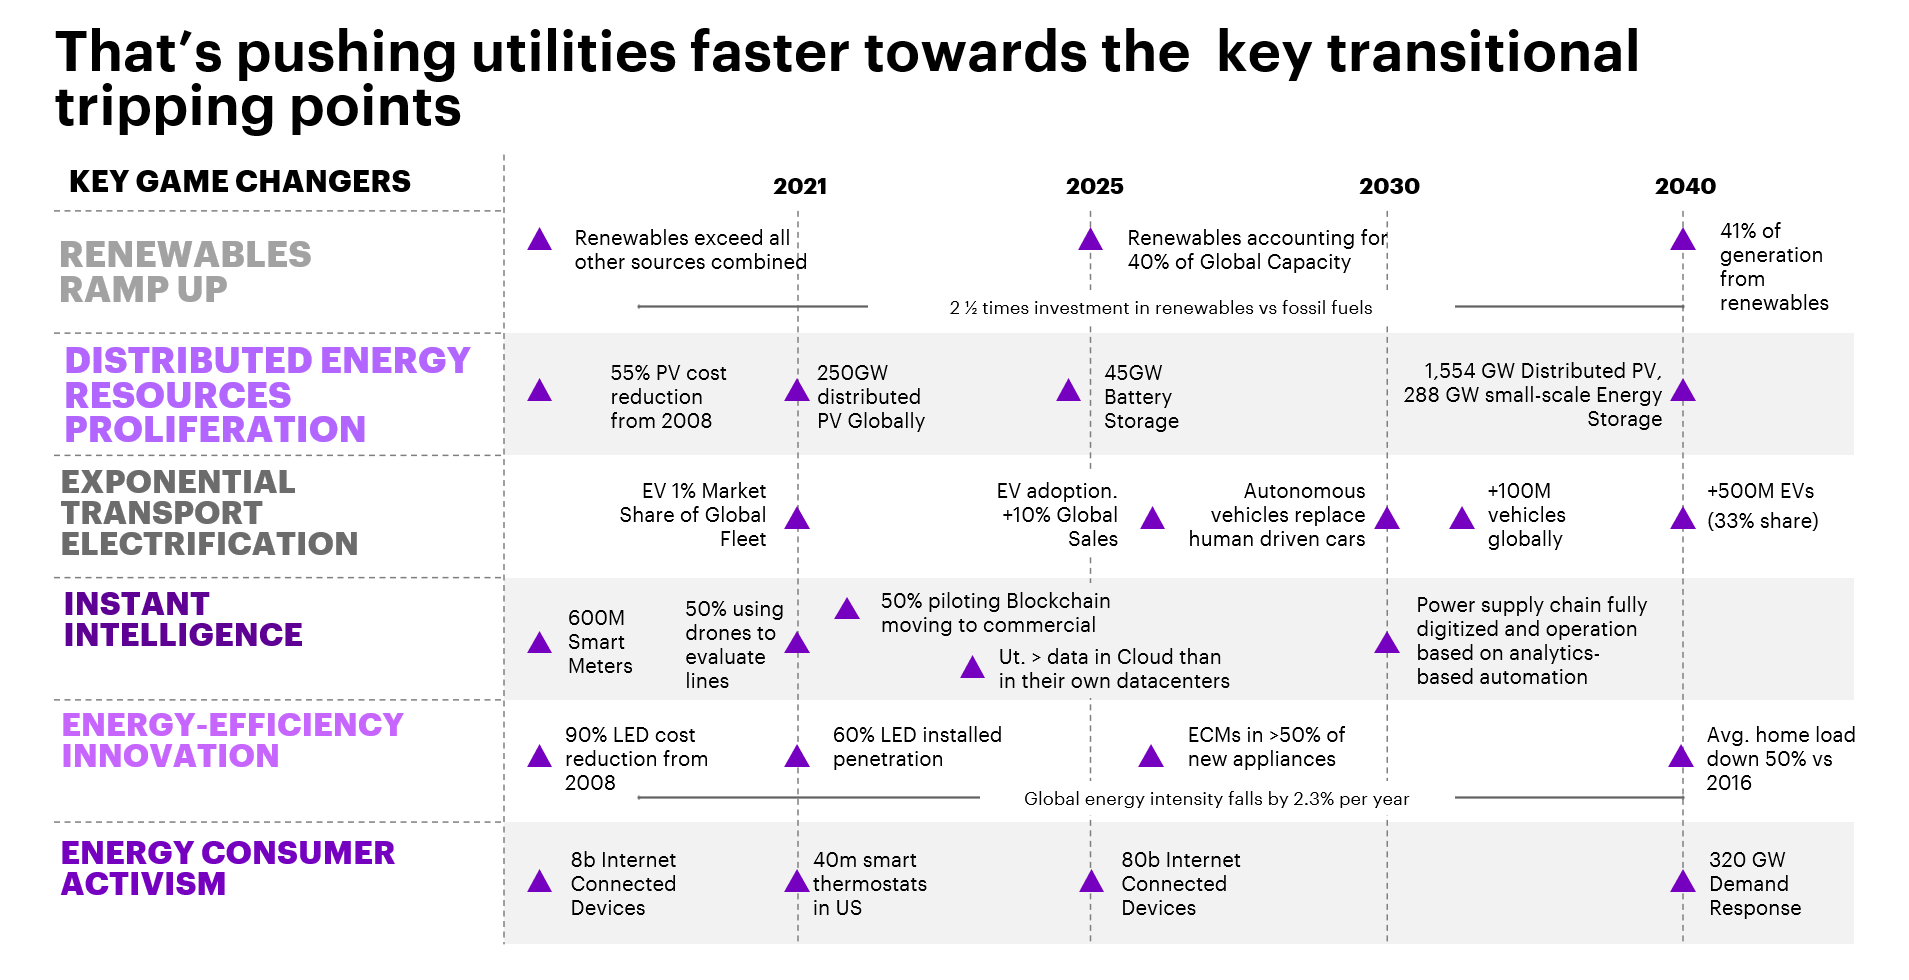 That’s pushing utilities faster towards the  key transitional
tripping points
KEY GAME CHANGERS
2021
2025
2030
2040
RENEWABLES
RAMP UP
Renewables exceed all
other sources combined
Renewables accounting for
40% of Global Capacity
41% of
generation
from
renewables
2 ½ times investment in renewables vs fossil fuels
DISTRIBUTED ENERGY
RESOURCES
PROLIFERATION
55% PV cost
reduction
from 2008
250GW
distributed
PV Globally
45GW
Battery
Storage
1,554 GW Distributed PV,
288 GW small-scale Energy
Storage
EXPONENTIAL
TRANSPORT
ELECTRIFICATION
EV 1% Market
Share of Global
Fleet
EV adoption.
+10% Global
Sales
Autonomous
vehicles replace
human driven cars
+100M
vehicles
globally
+500M EVs
(33% share)
INSTANT
INTELLIGENCE
600M
Smart
Meters
50% using
drones to
evaluate
lines
50% piloting Blockchain
moving to commercial
Ut. > data in Cloud than
in their own datacenters
Power supply chain fully
digitized and operation
based on analytics-
based automation
ENERGY-EFFICIENCY
INNOVATION
90% LED cost
reduction from
2008
60% LED installed
penetration
ECMs in >50% of
new appliances
Avg. home load
down 50% vs
2016
Global energy intensity falls by 2.3% per year
ENERGY CONSUMER
ACTIVISM
8b Internet
Connected
Devices
40m smart
thermostats
in US
80b Internet
Connected
Devices
320 GW
Demand
Response